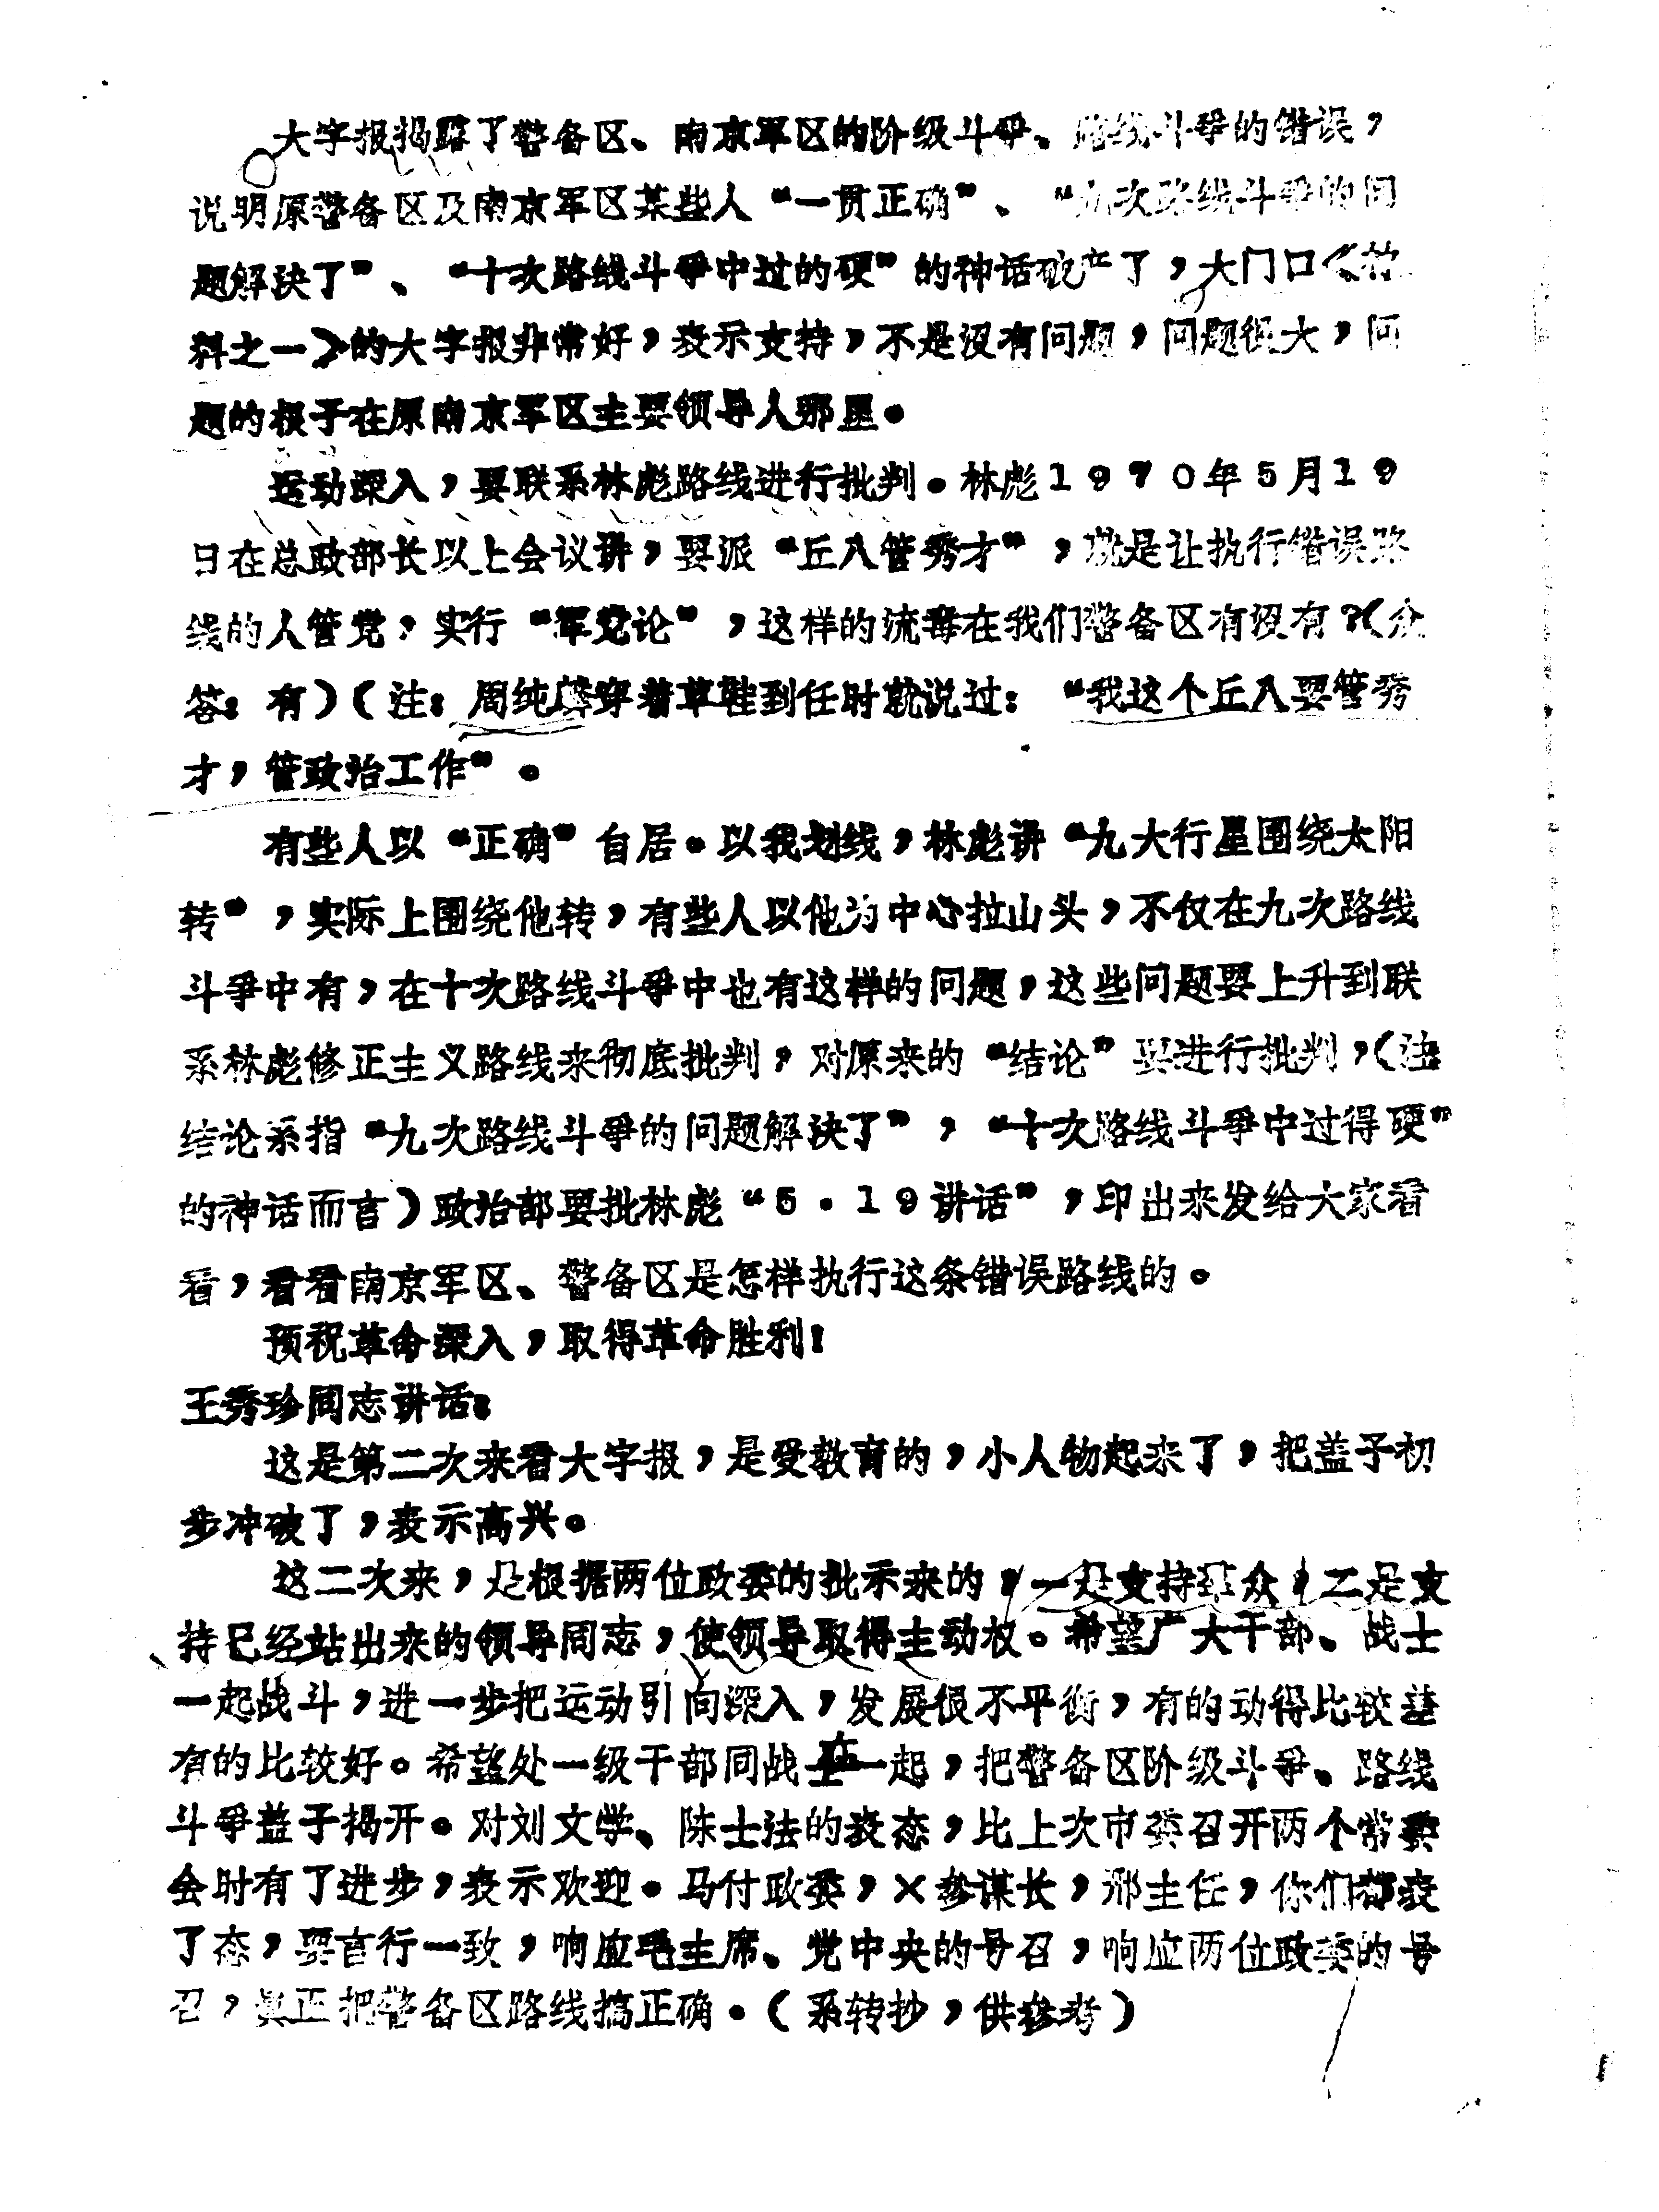 大字报揭露了警备区、南京军区的阶级斗爭、路线斗爭的错误，
说明原警备区及南京军区某些人“一贯正确”、“九次路线斗爭的问
题解决了”、“十次路线斗爭中过的硬”的神话破产了，大门口《材
料之一》的大字报非常好，表示支持，不是没有问题，问题很大，问
题的根子在原南京军区主要领导人那里。
运动深入，要联系林彪路线进行批判。林彪1970年5月19
日在总政部长以上会议讲，要派“丘八管秀才”，就是让执行错误路
线的人管党，实行“军党论”，这样的流毒在我们警备区有没有？（众
答：有）（注：周纯麟穿着草鞋到任时就说过：“我这个丘八要管秀
才，管政治工作”。
有些人以“正确”自居。以我划线，林彪讲“九大行星围绕太阳
转”，实际上围绕他转，有些人以他为中心拉山头，不仅在九次路线
斗爭中有，在十次路线斗爭中也有这样的问题，这些问题要上升到联
系林彪修正主义路线来彻底批判，对原来的“结论”要进行批判，（注
结论系指“九次路线斗爭的问题解决了”，“十次路线斗爭中过得硬”
的神话而言）政治部要批林彪“5.19讲话”，印出来发给大家看
看，看看南京军区、警备区是怎样执行这条错误路线的。
预祝革命深入，取得革命胜利！
王秀珍同志讲话：
这是第二次来看大字报，是受教育的，小人物起来了，把盖子初
步冲破了，表示高兴。
这二次来，是根据两位政委的批示来的，一是支持群众，二是支
持已经站出来的领导同志，使领导取得主动权。希望广大干部、战士
一起战斗，进一步把运动引向深入，发展很不平衡，有的动得比较差
有的比较好。希望处一级干部同战士在一起，把警备区阶级斗爭、路线
斗爭盖子揭开。对刘文学、陈士法的表态，比上次市委召开两个常委
会时有了进步，表示欢迎。马付政委，×参谋长，邢主任，你们都表
了态，要言行一致，响应毛主席、党中央的号召，响应两位政委的号
召，真正把警备区路线搞正确。（系转抄，供参考）